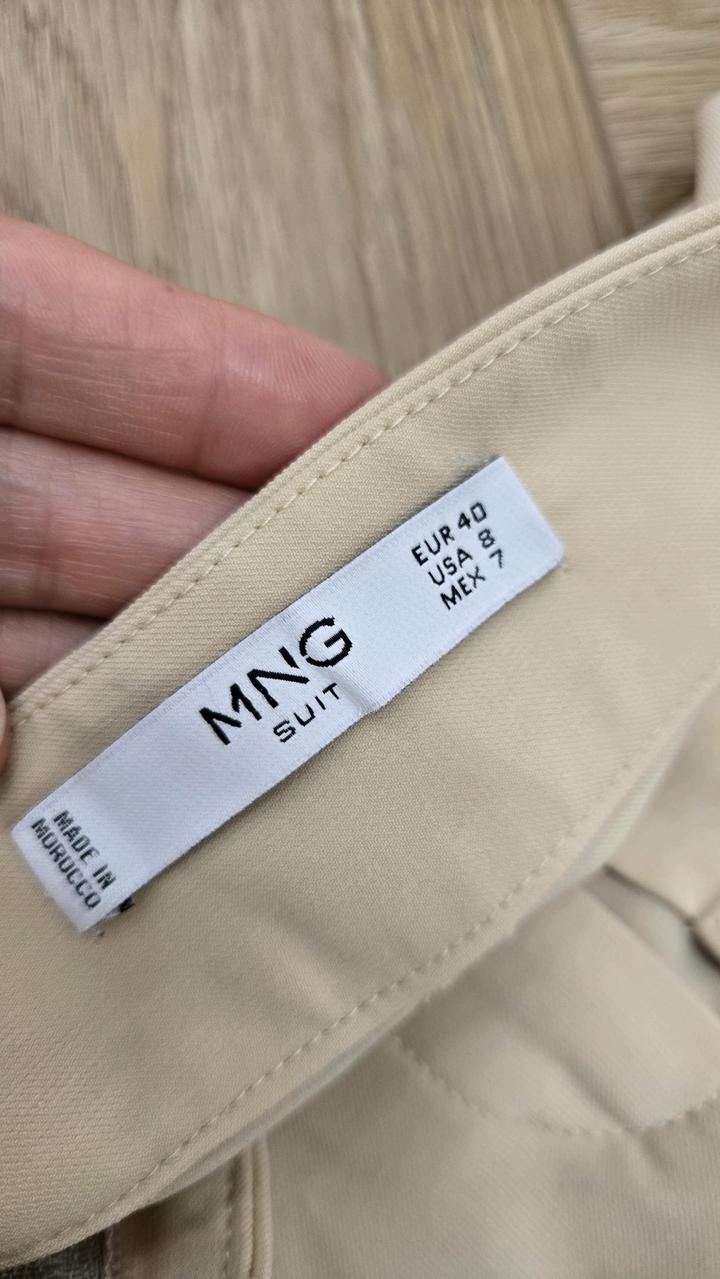 MNG
SUIT
EUR 40
USA 8
MEX 7
MADE IN
MOROCCO